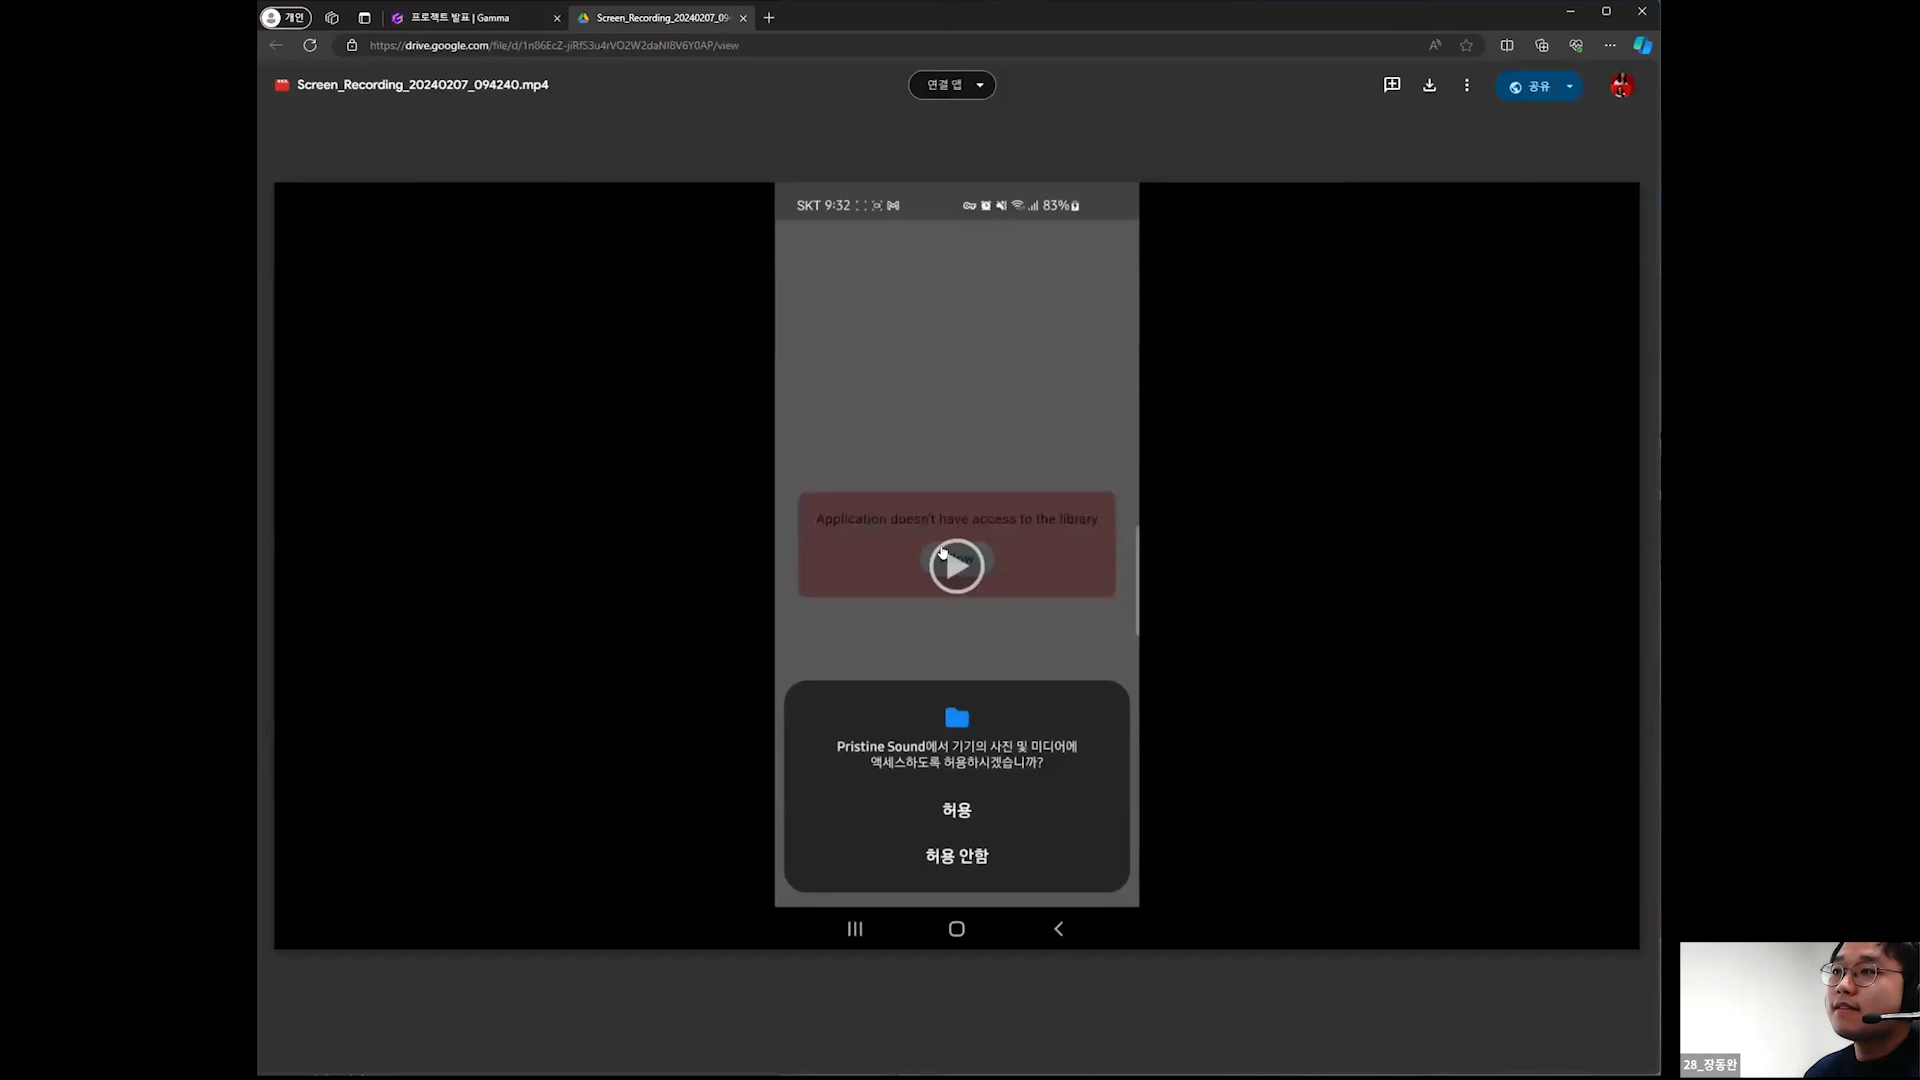 개인
프로젝트 발표 | Gamma
Screen_Recording_20240207_09
https://drive.google.com/file/d/1n86EcZ-jiRfS3u4rVO2W2daNI8V6Y0AP/view
Screen_Recording_20240207_094240.mp4
연결 앱
공유
SKT 9:32
83%
Application doesn't have access to the library
Pristine Sound에서 기기의 사진 및 미디어에
액세스하도록 허용하시겠습니까?
허용
허용 안함
28_장동완